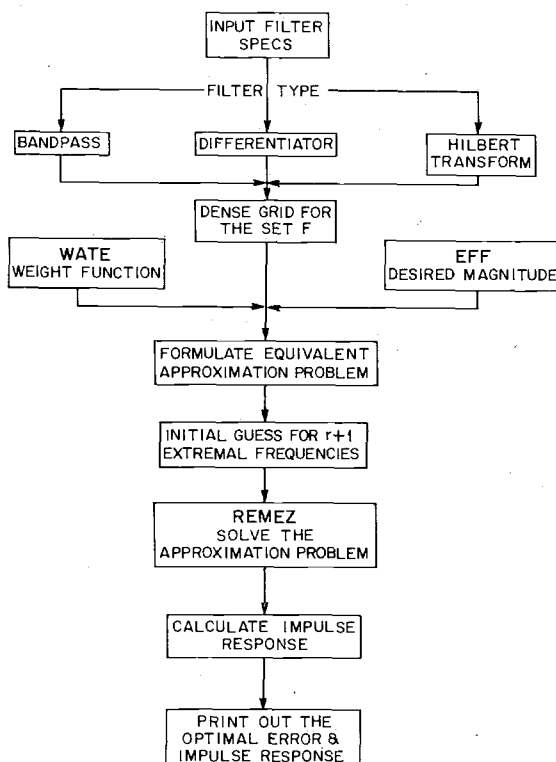 INPUT FILTER
SPECS
FILTER TYPE
BANDPASS
DIFFERENTIATOR
HILBERT
TRANSFORM
DENSE GRID FOR
THE SET F
WATE
WEIGHT FUNCTION
EFF
DESIRED MAGNITUDE
FORMULATE EQUIVALENT
APPROXIMATION PROBLEM
INITIAL GUESS FOR r+1
EXTREMAL FREQUENCIES
REMEZ
SOLVE THE
APPROXIMATION PROBLEM
CALCULATE IMPULSE
RESPONSE
PRINT OUT THE
OPTIMAL ERROR &
IMPULSE RESPONSE